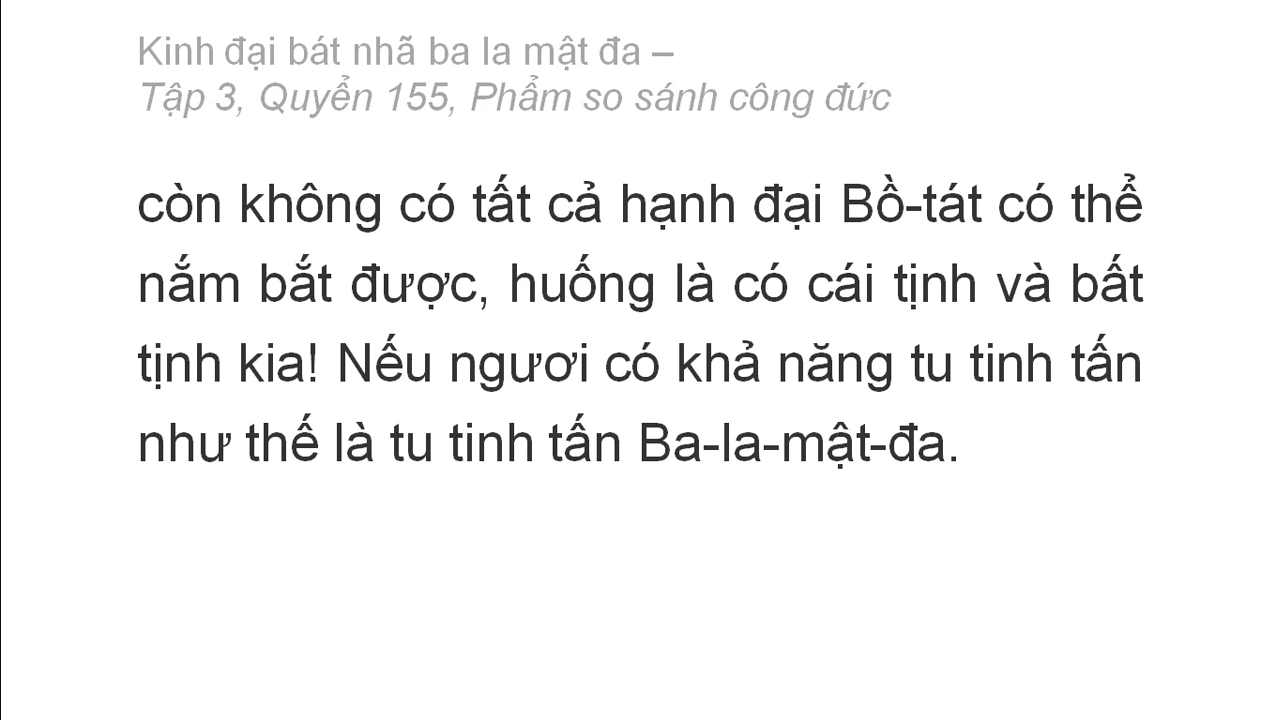 Kinh đại bát nhã ba la mật đa –
Tập 3, Quyển 155, Phẩm so sánh công đức
còn không có tất cả hạnh đại Bồ-tát có thể
nắm bắt được, huống là có cái tịnh và bất
tịnh kia! Nếu ngươi có khả năng tu tinh tấn
như thế là tu tinh tấn Ba-la-mật-đa.